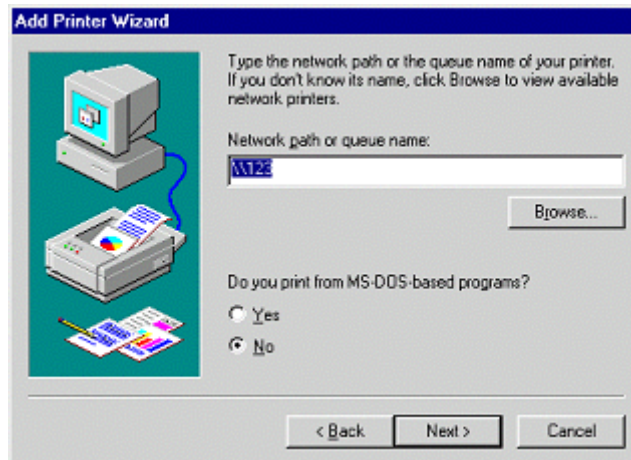 Add Printer Wizard
Type the network path or the queue name of your printer.
If you don't know its name, click Browse to view available
network printers.
Network path or queue name:
\\123
Browse...
Do you print from MS-DOS-based programs?
Yes
No
< Back
Next >
Cancel